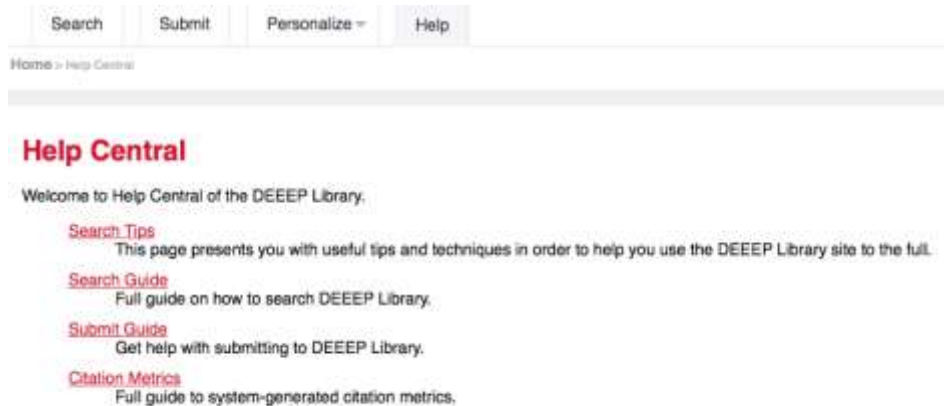 Search Submit Personalize Help
Home > Help Central
Help Central
Welcome to Help Central of the DEEEP Library.
Search Tips
This page presents you with useful tips and techniques in order to help you use the DEEEP Library site to the full.
Search Guide
Full guide on how to search DEEEP Library.
Submit Guide
Get help with submitting to DEEEP Library.
Citation Metrics
Full guide to system-generated citation metrics.